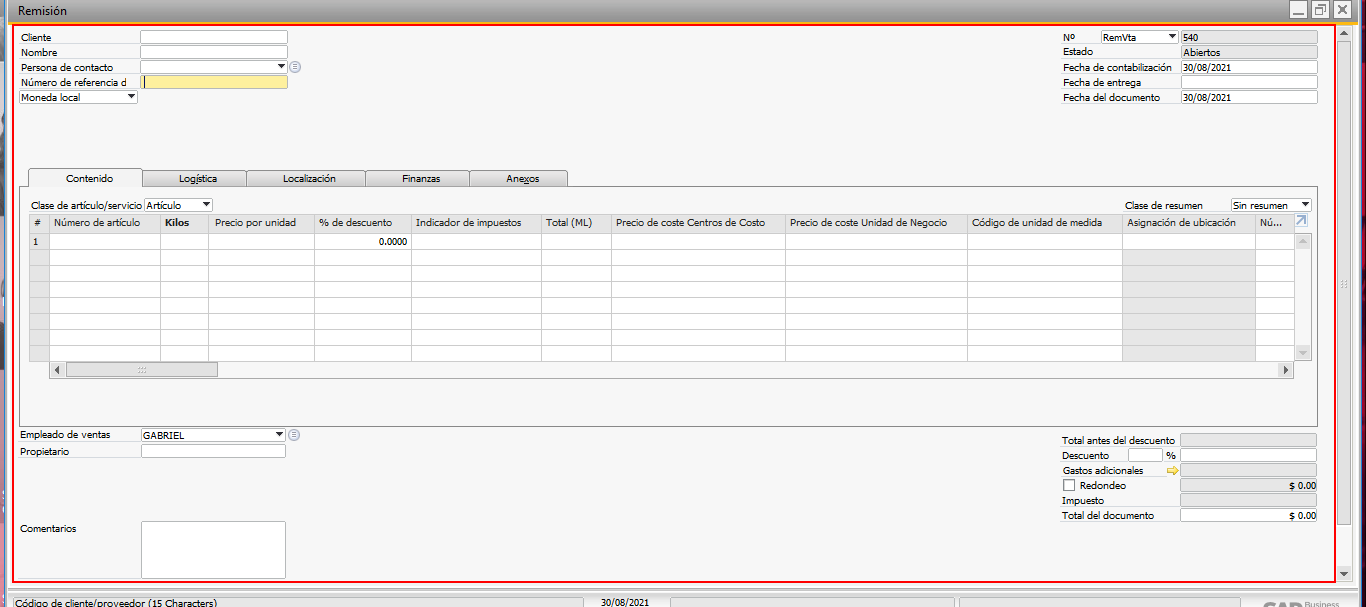 Remisión
Cliente
Nombre
Persona de contacto
Número de referencia d
Moneda local
Nº RemVta 540
Estado Abiertos
Fecha de contabilización 30/08/2021
Fecha de entrega
Fecha del documento 30/08/2021
Contenido Logística Localización Finanzas Anexos
Clase de artículo/servicio Artículo Clase de resumen Sin resumen
# Número de artículo Kilos Precio por unidad % de descuento Indicador de impuestos Total (ML) Precio de coste Centros de Costo Precio de coste Unidad de Negocio Código de unidad de medida Asignación de ubicación Nú...
1 0.0000
Empleado de ventas GABRIEL
Propietario
Comentarios
Total antes del descuento
Descuento %
Gastos adicionales
Redondeo $ 0.00
Impuesto
Total del documento $ 0.00
Código de cliente/proveedor (15 Characters) 30/08/2021 Business